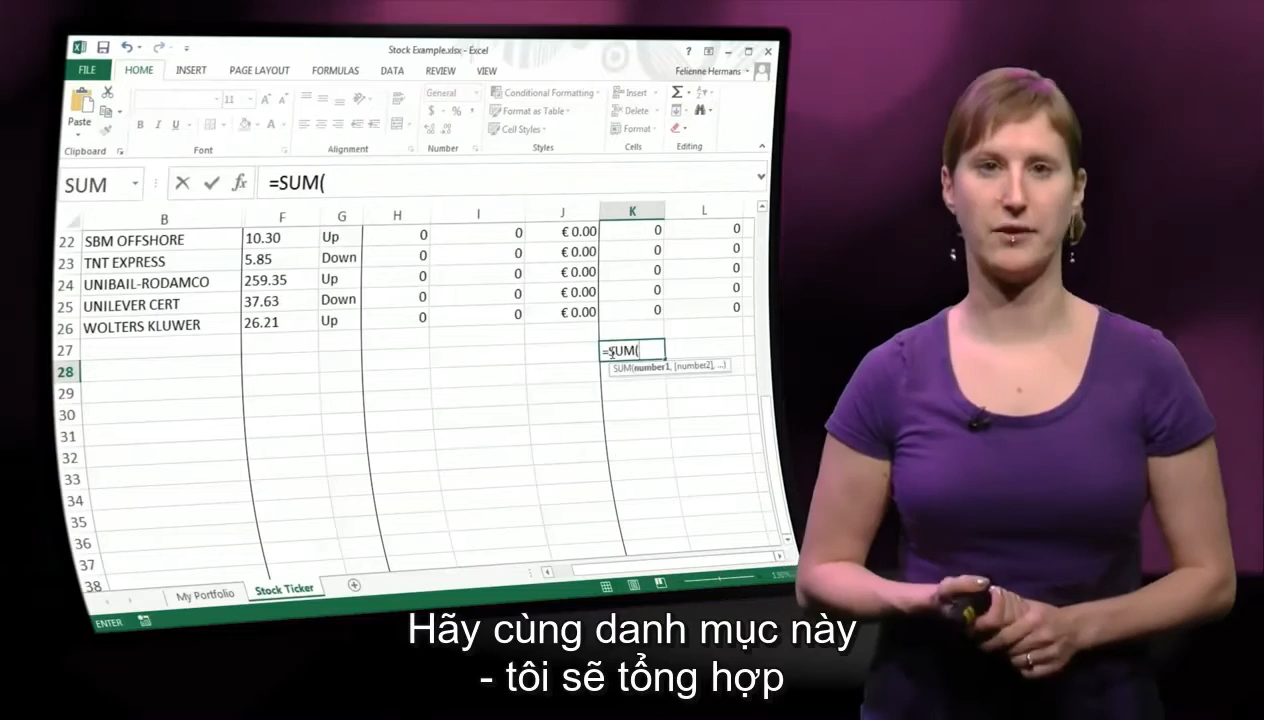 Stock Example.xlsx - Excel
FILE HOME INSERT PAGE LAYOUT FORMULAS DATA REVIEW VIEW Felienne Hermans
Paste 11 A A B I U A General $ % Conditional Formatting Format as Table Cell Styles Insert Delete Format
Clipboard Font Alignment Number Styles Cells Editing
SUM fx =SUM(
B F G H I J K L
22 SBM OFFSHORE 10.30 Up 0 0 € 0.00 0 0
23 TNT EXPRESS 5.85 Down 0 0 € 0.00 0 0
24 UNIBAIL-RODAMCO 259.35 Up 0 0 € 0.00 0 0
25 UNILEVER CERT 37.63 Down 0 0 € 0.00 0 0
26 WOLTERS KLUWER 26.21 Up 0 0 € 0.00 0 0
27 =SUM(
28 SUM(number1, [number2], ...)
29
30
31
32
33
34
35
36
37
38
My Portfolio Stock Ticker
ENTER 130%
Hãy cùng danh mục này
- tôi sẽ tổng hợp